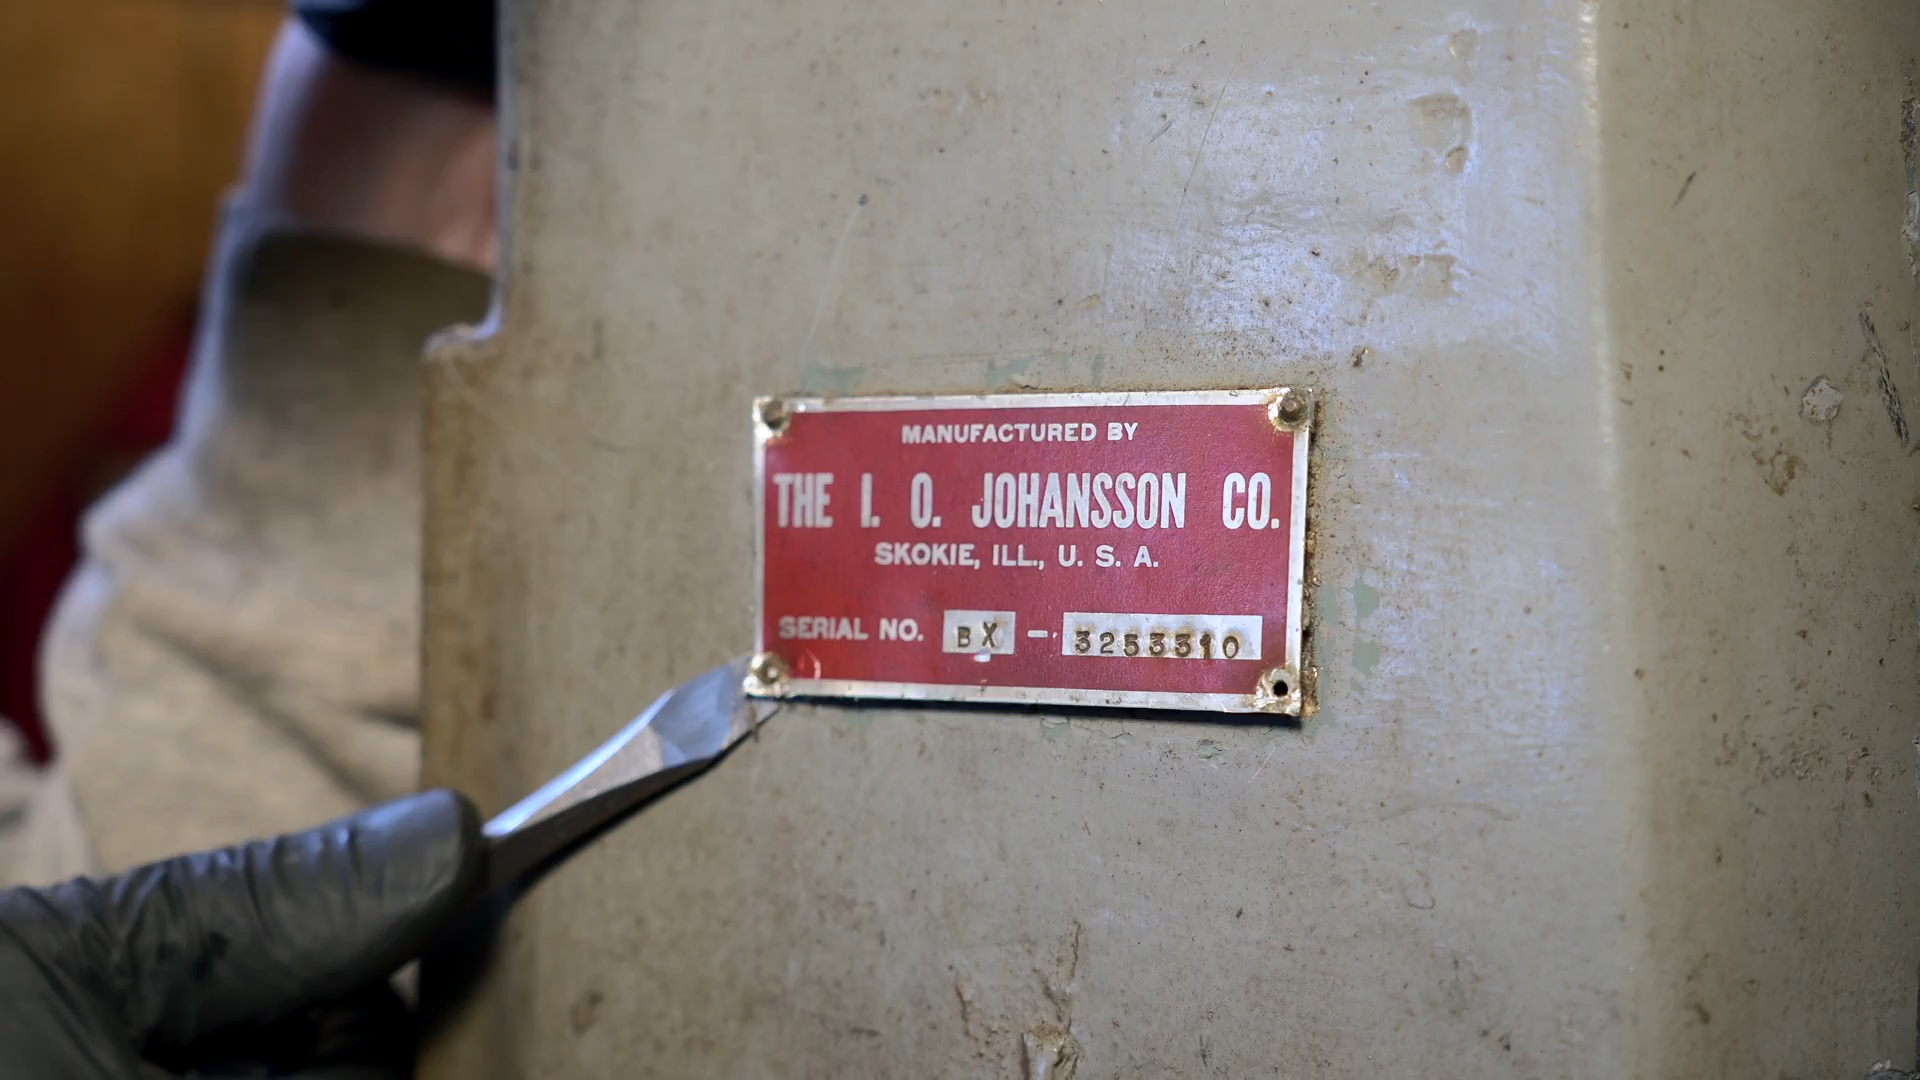 MANUFACTURED BY
THE I. O. JOHANSSON CO.
SKOKIE, ILL., U. S. A.
SERIAL NO. BX - 3253310